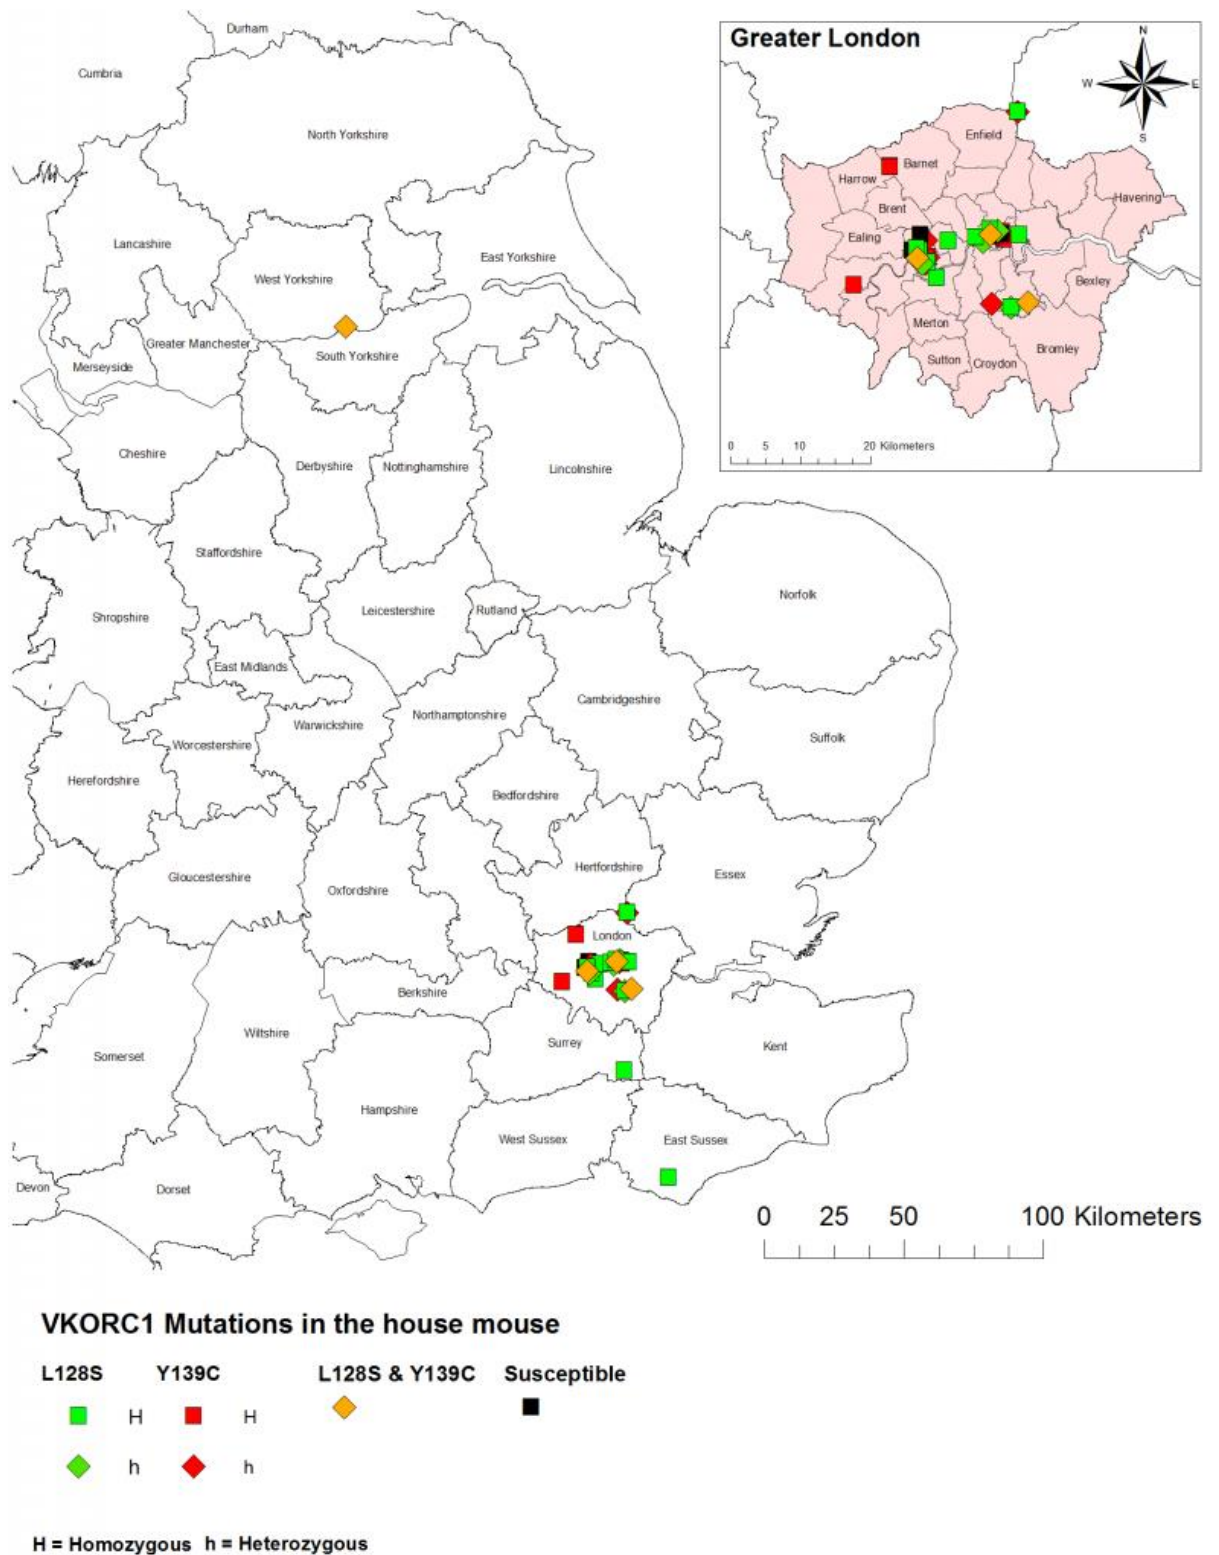 Durham
Cumbria
North Yorkshire
Lancashire
West Yorkshire
East Yorkshire
Greater Manchester
South Yorkshire
Merseyside
Cheshire
Derbyshire
Nottinghamshire
Lincolnshire
Staffordshire
Shropshire
Leicestershire
Rutland
Norfolk
East Midlands
Cambridgeshire
Northamptonshire
Warwickshire
Worcestershire
Suffolk
Herefordshire
Bedfordshire
Hertfordshire
Essex
Gloucestershire
Oxfordshire
London
Berkshire
Wiltshire
Somerset
Surrey
Kent
Hampshire
West Sussex
East Sussex
Devon
Dorset
Greater London
N
W
E
S
Enfield
Barnet
Harrow
Havering
Brent
Ealing
Bexley
Merton
Bromley
Sutton
Croydon
0 5 10 20 Kilometers
0 25 50 100 Kilometers
VKORC1 Mutations in the house mouse
L128S Y139C L128S & Y139C Susceptible
H H
h h
H = Homozygous h = Heterozygous